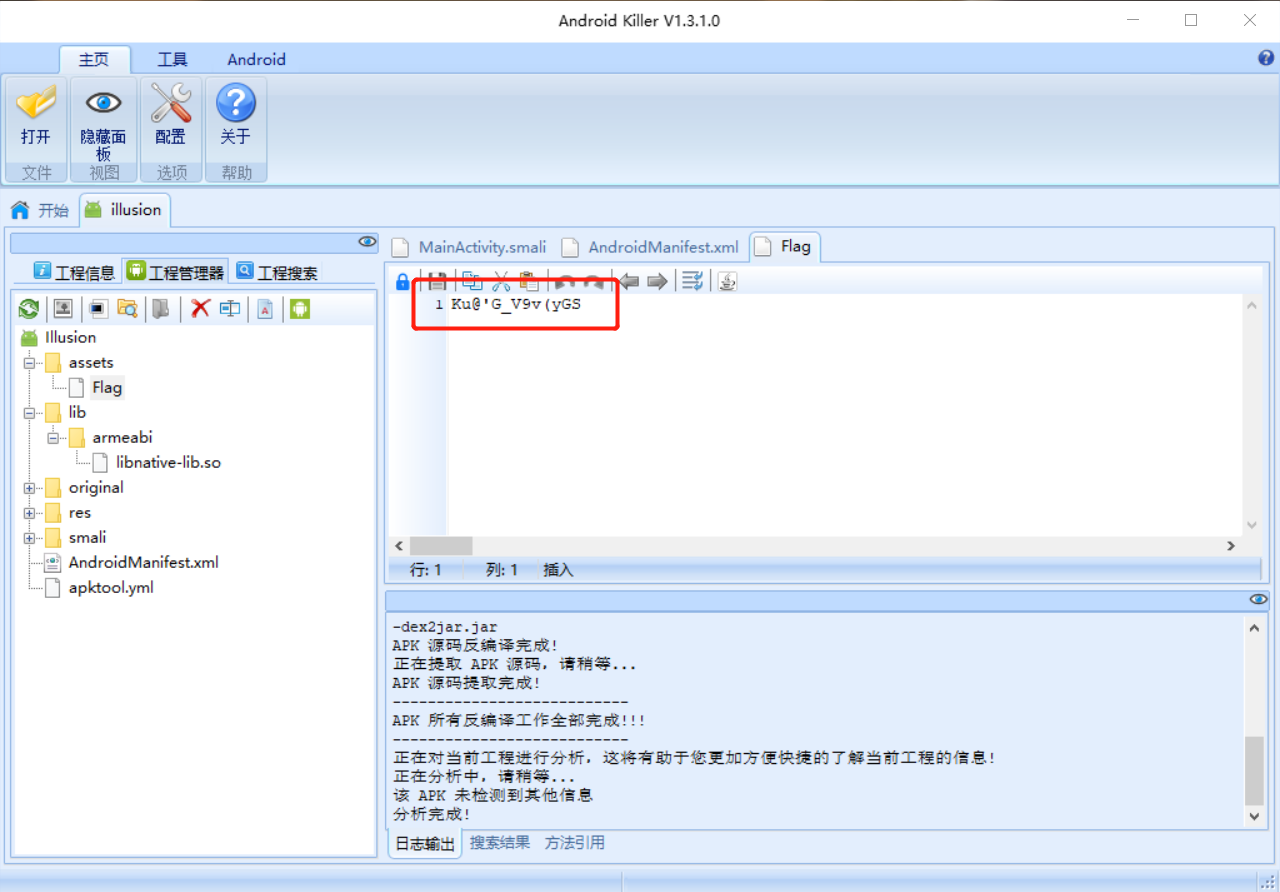 Android Killer V1.3.1.0
主页
工具
Android
打开
隐藏面
板
配置
关于
文件
视图
选项
帮助
开始
illusion
工程信息
工程管理器
工程搜索
Illusion
assets
Flag
lib
armeabi
libnative-lib.so
original
res
smali
AndroidManifest.xml
apktool.yml
MainActivity.smali
AndroidManifest.xml
Flag
1 Ku@'G_V9v(yGS
行: 1
列: 1
插入
-dex2jar.jar
APK 源码反编译完成!
正在提取 APK 源码，请稍等...
APK 源码提取完成!
---------------------------
APK 所有反编译工作全部完成!!!
---------------------------
正在对当前工程进行分析，这将有助于您更加方便快捷的了解当前工程的信息!
正在分析中，请稍等...
该 APK 未检测到其他信息
分析完成!
日志输出
搜索结果
方法引用